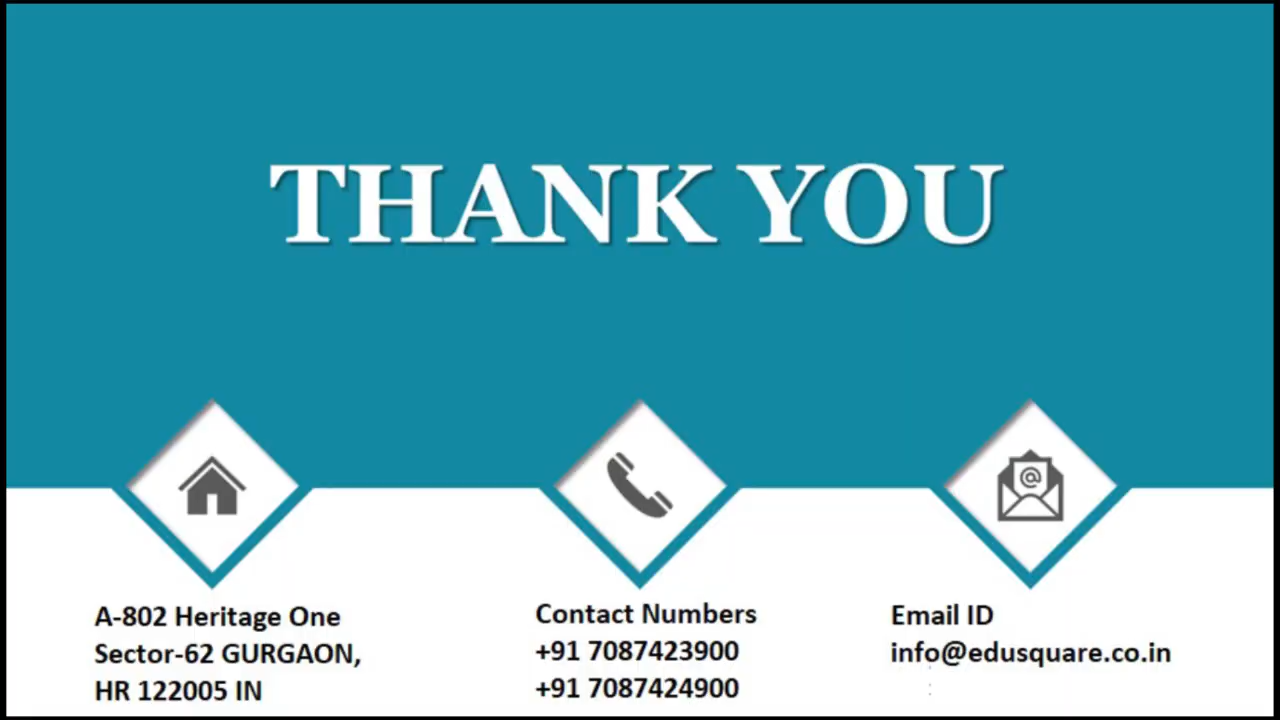 THANK YOU
A-802 Heritage One
Sector-62 GURGAON,
HR 122005 IN
Contact Numbers
+91 7087423900
+91 7087424900
Email ID
info@edusquare.co.in